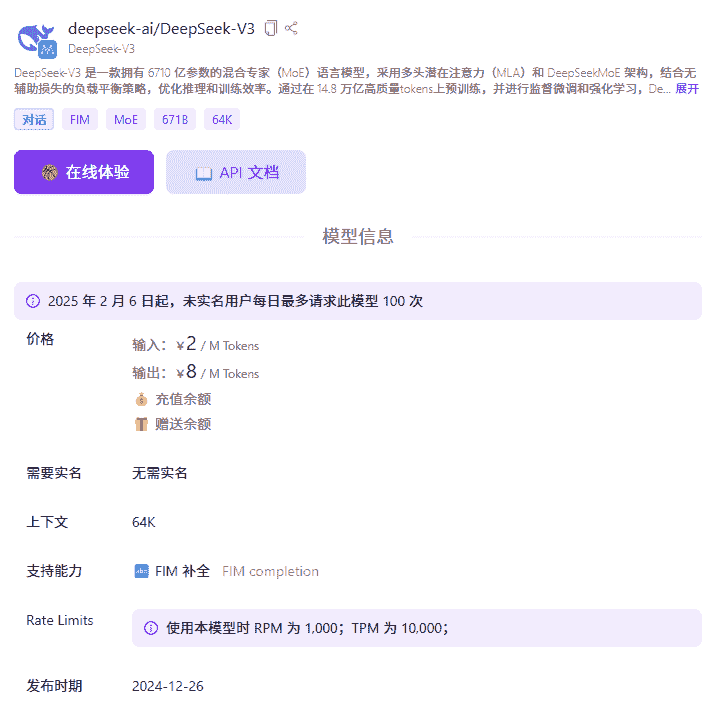 deepseek-ai/DeepSeek-V3
DeepSeek-V3
DeepSeek-V3 是一款拥有 6710 亿参数的混合专家（MoE）语言模型，采用多头潜在注意力（MLA）和 DeepSeekMoE 架构，结合无
辅助损失的负载平衡策略，优化推理和训练效率。通过在 14.8 万亿高质量tokens上预训练，并进行监督微调和强化学习，De... 展开
对话 FIM MoE 671B 64K
在线体验 API 文档
模型信息
2025 年 2 月 6 日起，未实名用户每日最多请求此模型 100 次
价格
输入：￥2 / M Tokens
输出：￥8 / M Tokens
充值余额
赠送余额
需要实名 无需实名
上下文 64K
支持能力 abc FIM 补全 FIM completion
Rate Limits 使用本模型时 RPM 为 1,000；TPM 为 10,000；
发布时期 2024-12-26